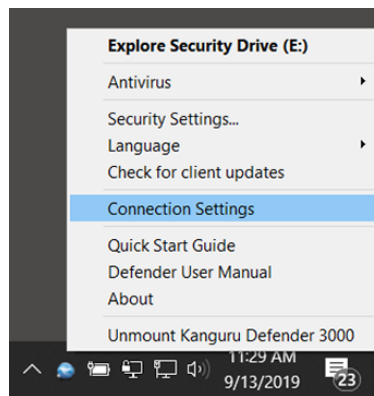 Explore Security Drive (E:)
Antivirus
Security Settings...
Language
Check for client updates
Connection Settings
Quick Start Guide
Defender User Manual
About
Unmount Kanguru Defender 3000
11:29 AM
9/13/2019
23